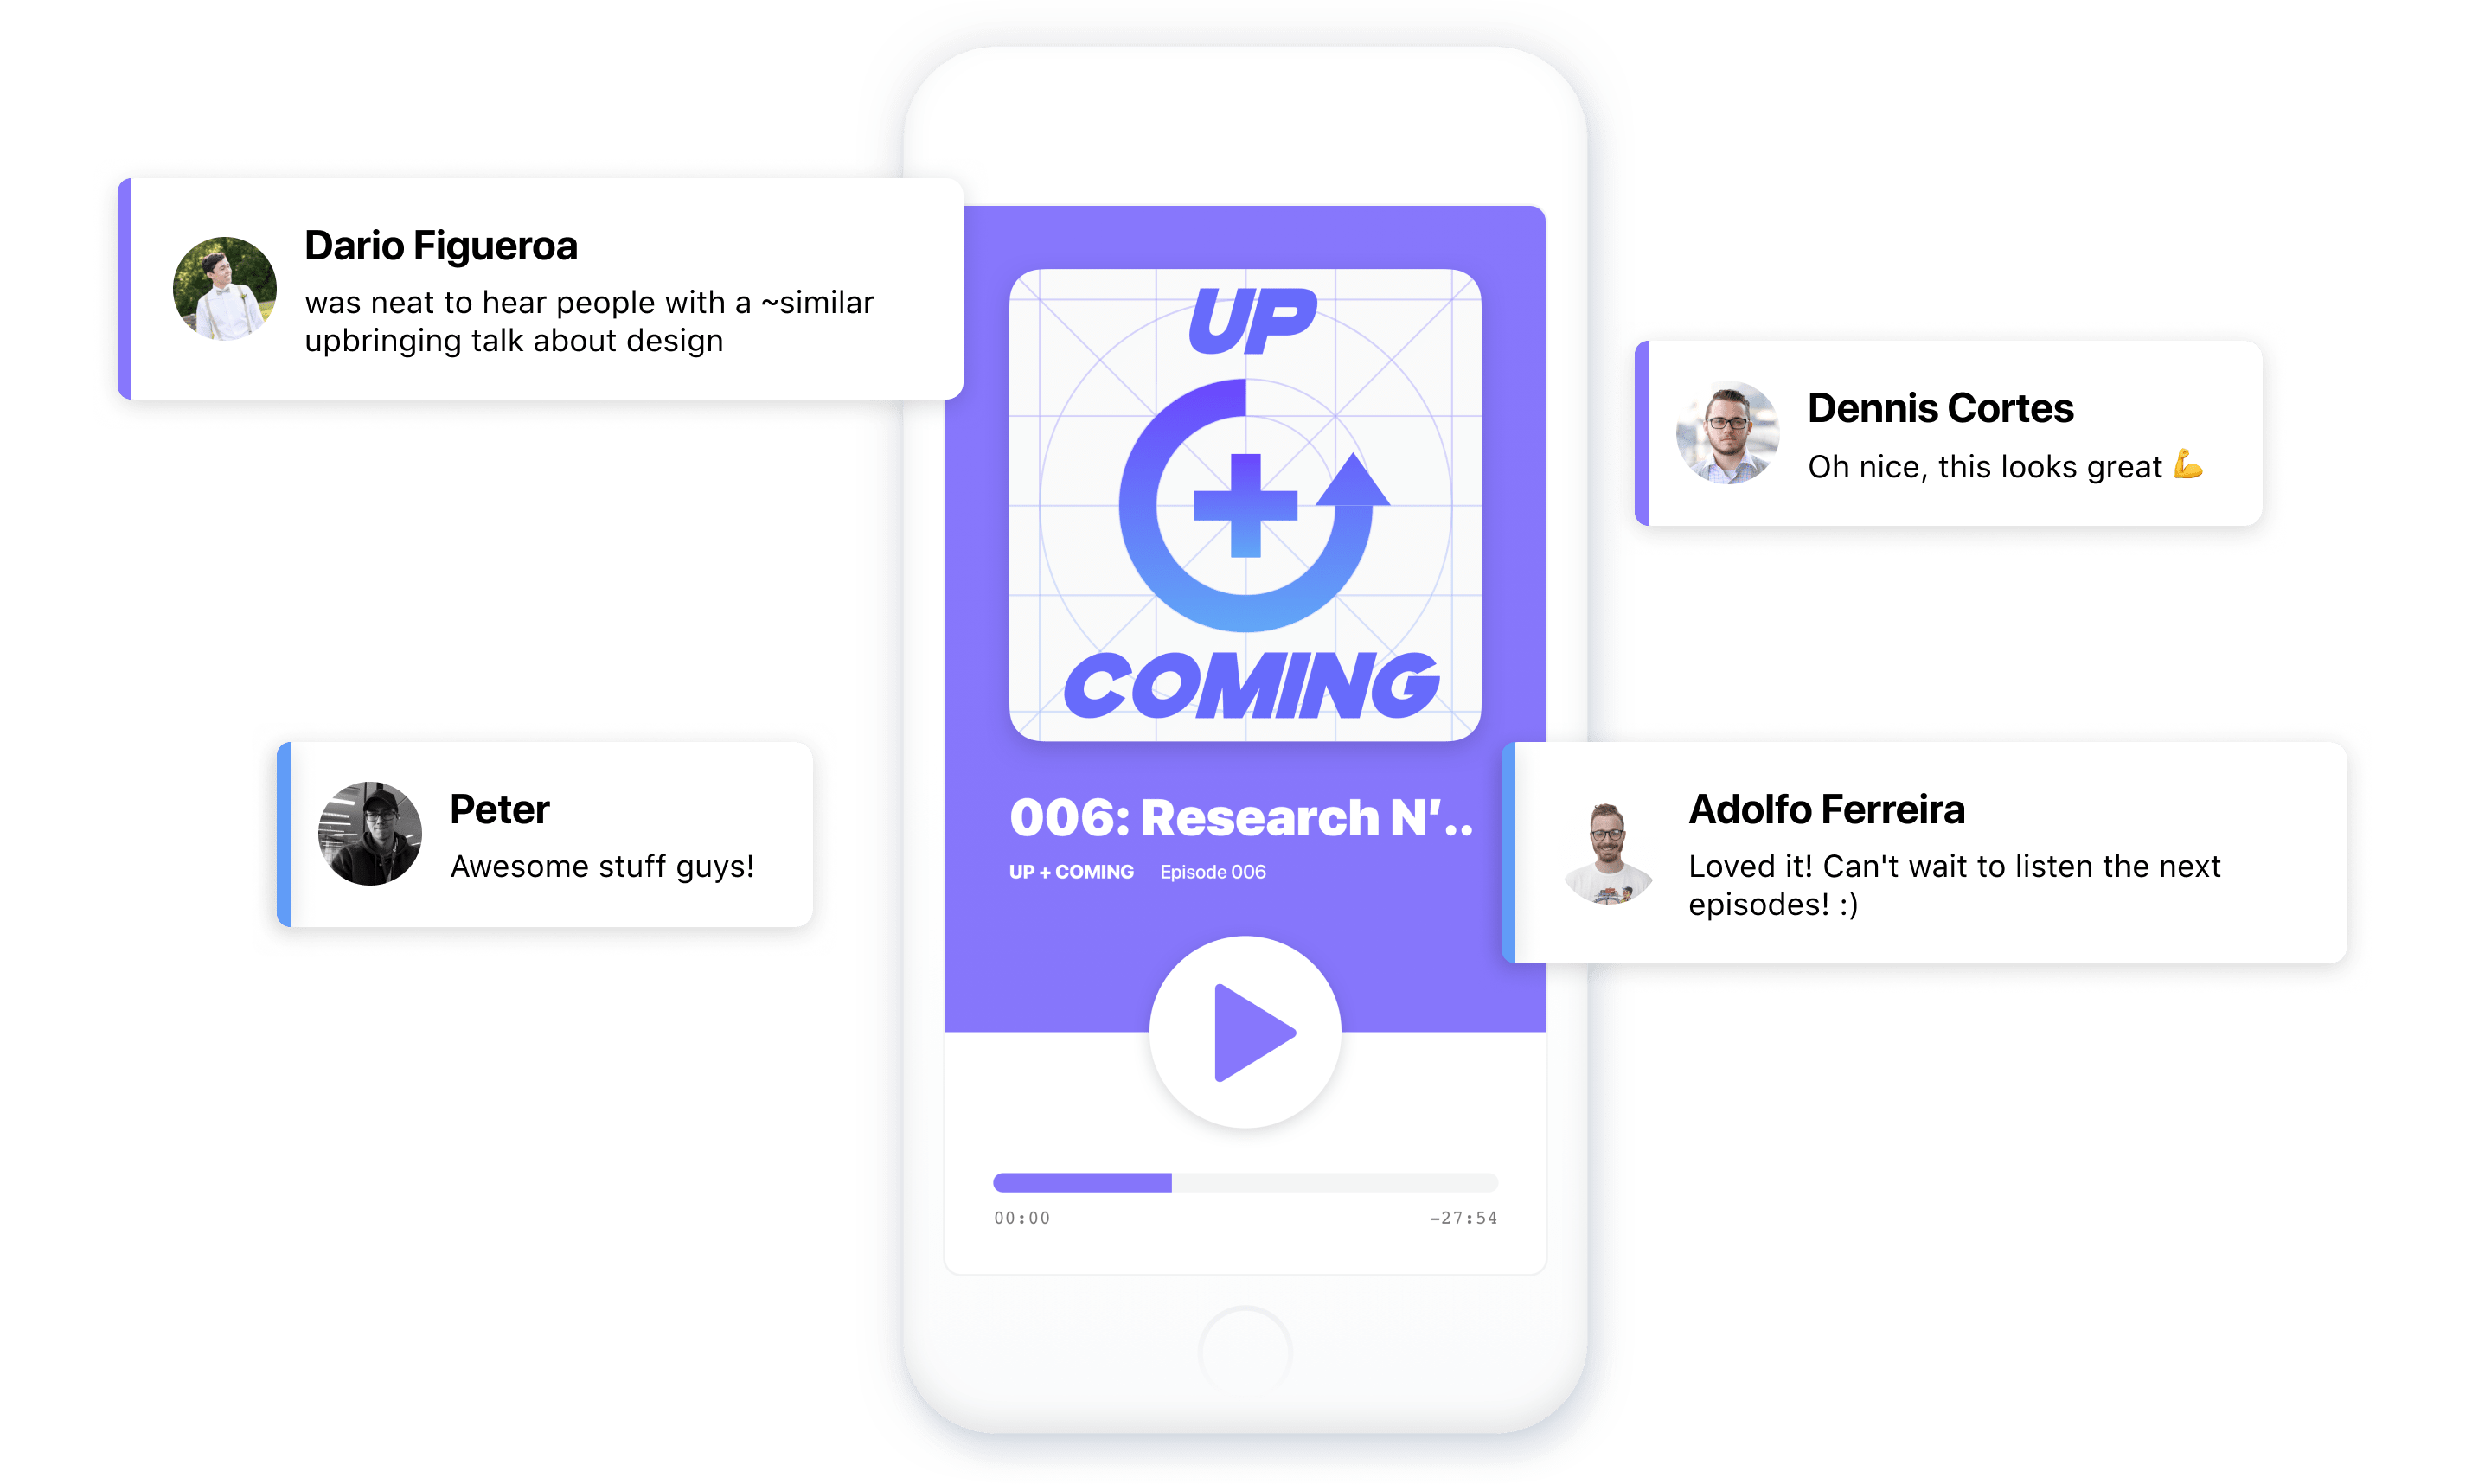 Dario Figueroa
was neat to hear people with a ~similar
upbringing talk about design
UP
COMING
Dennis Cortes
Oh nice, this looks great 💪
Peter
Awesome stuff guys!
006: Research N’..
UP + COMING Episode 006
Adolfo Ferreira
Loved it! Can't wait to listen the next
episodes! :)
00:00 –27:54